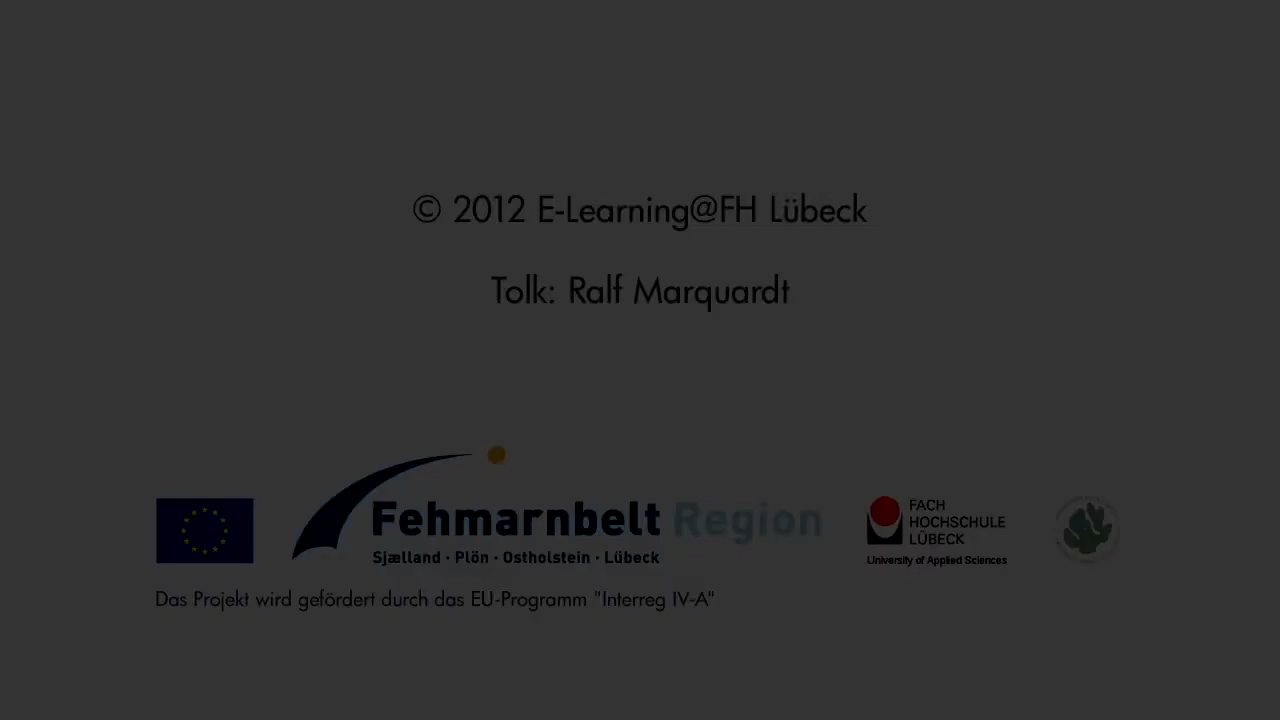 © 2012 E-Learning@FH Lübeck
Tolk: Ralf Marquardt
Fehmarnbelt Region
Sjælland · Plön · Ostholstein · Lübeck
FACH
HOCHSCHULE
LÜBECK
University of Applied Sciences
Das Projekt wird gefördert durch das EU-Programm "Interreg IV-A"